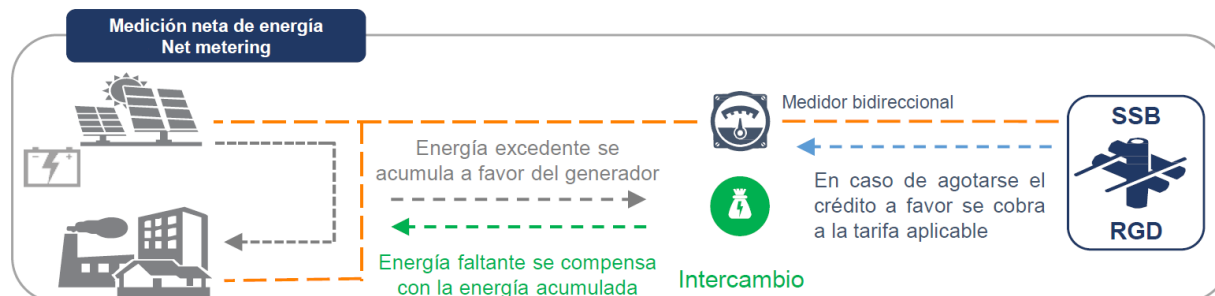 Medición neta de energía
Net metering
Medidor bidireccional
SSB
Energía excedente se
acumula a favor del generador
En caso de agotarse el
crédito a favor se cobra
a la tarifa aplicable
RGD
Energía faltante se compensa
con la energía acumulada
Intercambio